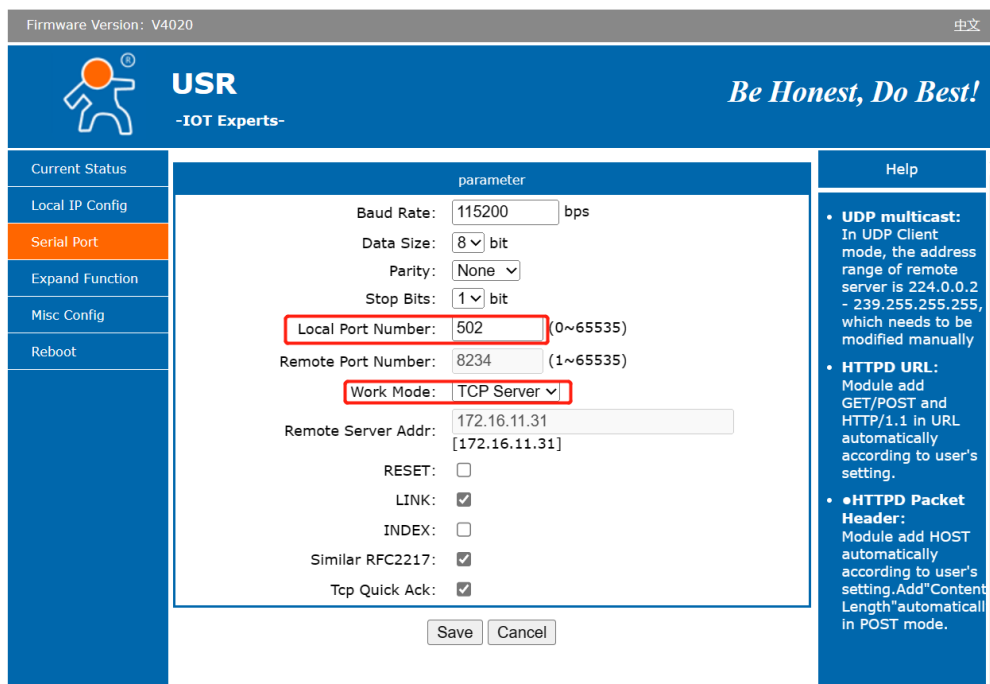 Firmware Version: V4020
中文
®
USR
-IOT Experts-
Be Honest, Do Best!
Current Status
Local IP Config
Serial Port
Expand Function
Misc Config
Reboot
parameter
Baud Rate: 115200 bps
Data Size: 8 bit
Parity: None
Stop Bits: 1 bit
Local Port Number: 502 (0~65535)
Remote Port Number: 8234 (1~65535)
Work Mode: TCP Server
Remote Server Addr: 172.16.11.31
[172.16.11.31]
RESET:
LINK:
INDEX:
Similar RFC2217:
Tcp Quick Ack:
Save Cancel
Help
• UDP multicast:
In UDP Client
mode, the address
range of remote
server is 224.0.0.2
- 239.255.255.255,
which needs to be
modified manually
• HTTPD URL:
Module add
GET/POST and
HTTP/1.1 in URL
automatically
according to user's
setting.
• ●HTTPD Packet
Header:
Module add HOST
automatically
according to user's
setting.Add"Content
Length"automaticall
in POST mode.